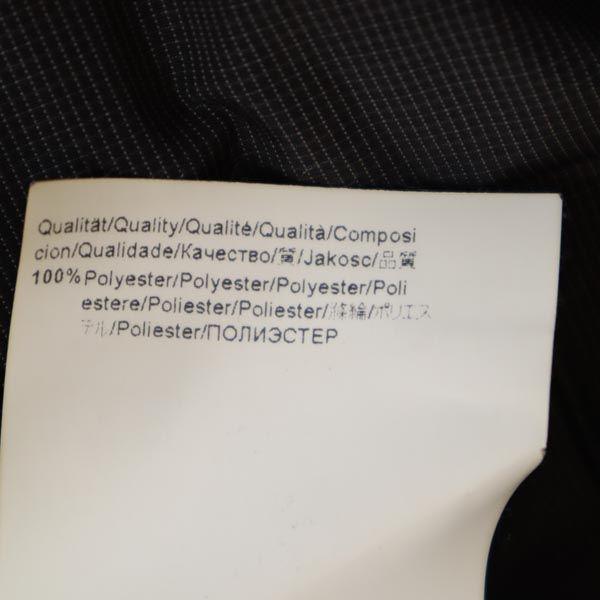 Qualität/Quality/Qualité/Qualità/Composi
cion/Qualidade/Качество/質/Jakosc/品質
100% Polyester/Polyester/Polyester/Poli
estere/Poliester/Poliester/滌綸/ポリエス
テル/Poliester/ПОЛИЭСТЕР